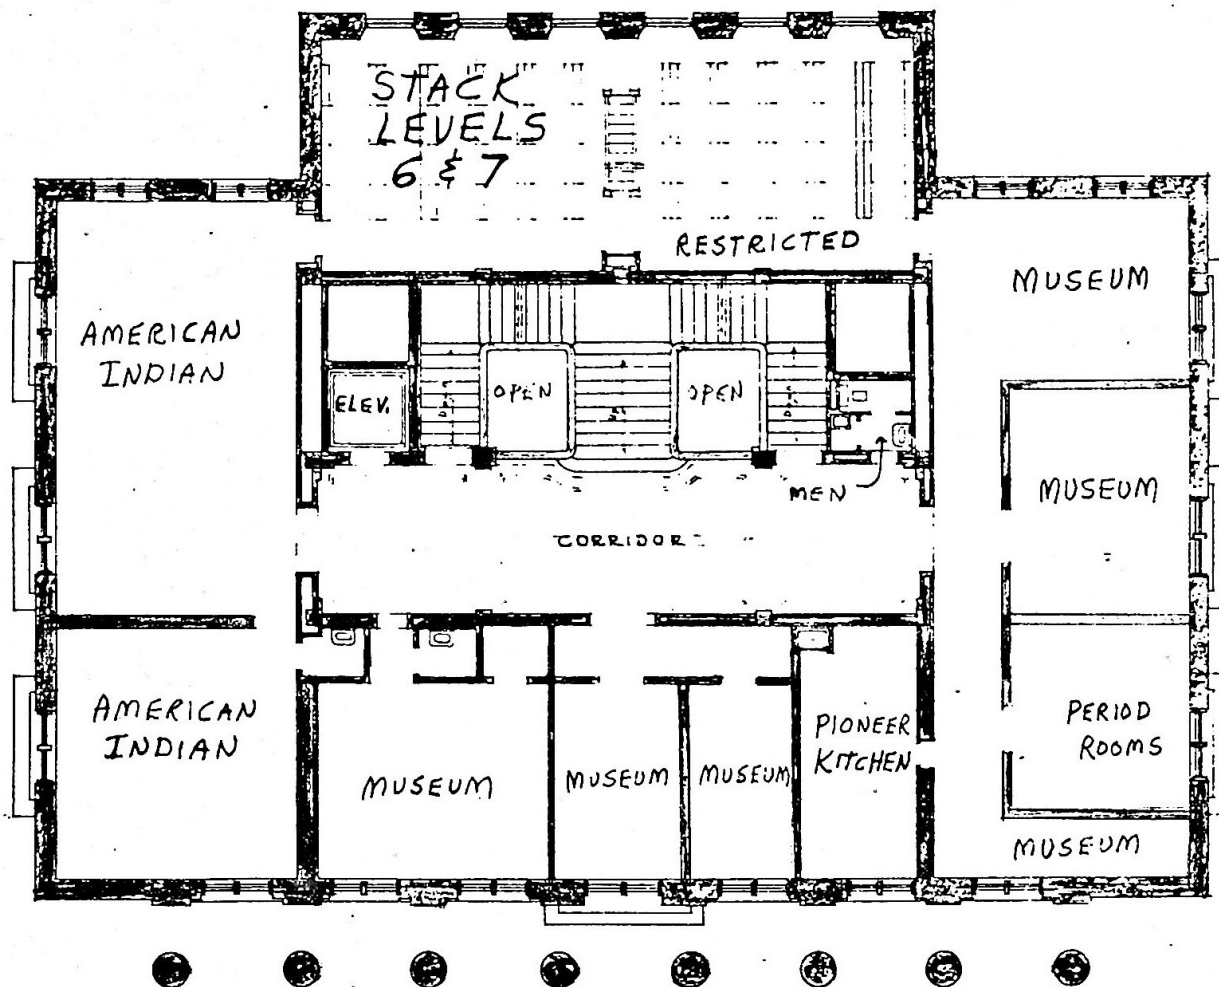 STACK
LEVELS
6 & 7
RESTRICTED
MUSEUM
AMERICAN
INDIAN
ELEV.
OPEN
OPEN
MEN
MUSEUM
CORRIDOR
AMERICAN
INDIAN
MUSEUM
MUSEUM
MUSEUM
PIONEER
KITCHEN
PERIOD
ROOMS
MUSEUM